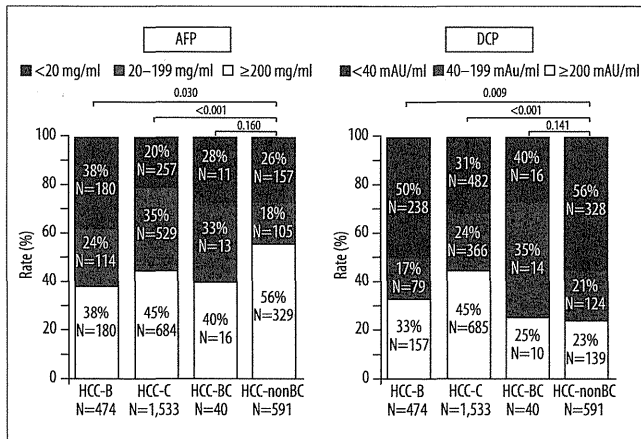 AFP
<20 mg/ml 20–199 mg/ml ≥200 mg/ml
0.030
<0.001
0.160
Rate (%)
100
80
60
40
20
0
38%
N=180
24%
N=114
38%
N=180
HCC-B
N=474
20%
N=257
35%
N=529
45%
N=684
HCC-C
N=1,533
28%
N=11
33%
N=13
40%
N=16
HCC-BC
N=40
26%
N=157
18%
N=105
56%
N=329
HCC-nonBC
N=591
DCP
<40 mAU/ml 40–199 mAu/ml ≥200 mAU/ml
0.009
<0.001
0.141
Rate (%)
100
80
60
40
20
0
50%
N=238
17%
N=79
33%
N=157
HCC-B
N=474
31%
N=482
24%
N=366
45%
N=685
HCC-C
N=1,533
40%
N=16
35%
N=14
25%
N=10
HCC-BC
N=40
56%
N=328
21%
N=124
23%
N=139
HCC-nonBC
N=591